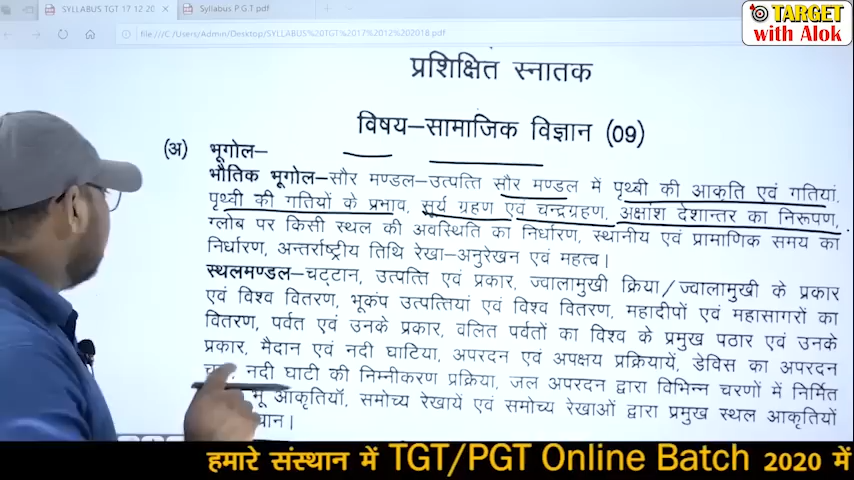 SYLLABUS TGT 17 12 20
Syllabus P G T pdf
file:///C:/Users/Admin/Desktop/SYLLABUS%20TGT%2017%2012%202018.pdf
TARGET
with Alok
प्रशिक्षित स्नातक
विषय–सामाजिक विज्ञान (09)
(अ) भूगोल–
भौतिक भूगोल–सौर मण्डल–उत्पत्ति सौर मण्डल में पृथ्वी की आकृति एवं गतियां,
पृथ्वी की गतियों के प्रभाव, सूर्य ग्रहण एवं चन्द्रग्रहण, अक्षांश देशान्तर का निरूपण,
ग्लोब पर किसी स्थल की अवस्थिति का निर्धारण, स्थानीय एवं प्रामाणिक समय का
निर्धारण, अन्तर्राष्ट्रीय तिथि रेखा–अनुरेखन एवं महत्व।
स्थलमण्डल–चट्टान, उत्पत्ति एवं प्रकार, ज्वालामुखी क्रिया/ज्वालामुखी के प्रकार
एवं विश्व वितरण, भूकंप उत्पत्तियां एवं विश्व वितरण, महादीपों एवं महासागरों का
वितरण, पर्वत एवं उनके प्रकार, वलित पर्वतों का विश्व के प्रमुख पठार एवं उनके
प्रकार, मैदान एवं नदी घाटिया, अपरदन एवं अपक्षय प्रक्रियायें, डेविस का अपरदन
नदी घाटी की निम्नीकरण प्रक्रिया, जल अपरदन द्वारा विभिन्न चरणों में निर्मित
भू आकृतियॉ, समोच्य रेखायें एवं समोच्य रेखाओं द्वारा प्रमुख स्थल आकृतियों
हमारे संस्थान में TGT/PGT Online Batch 2020 में